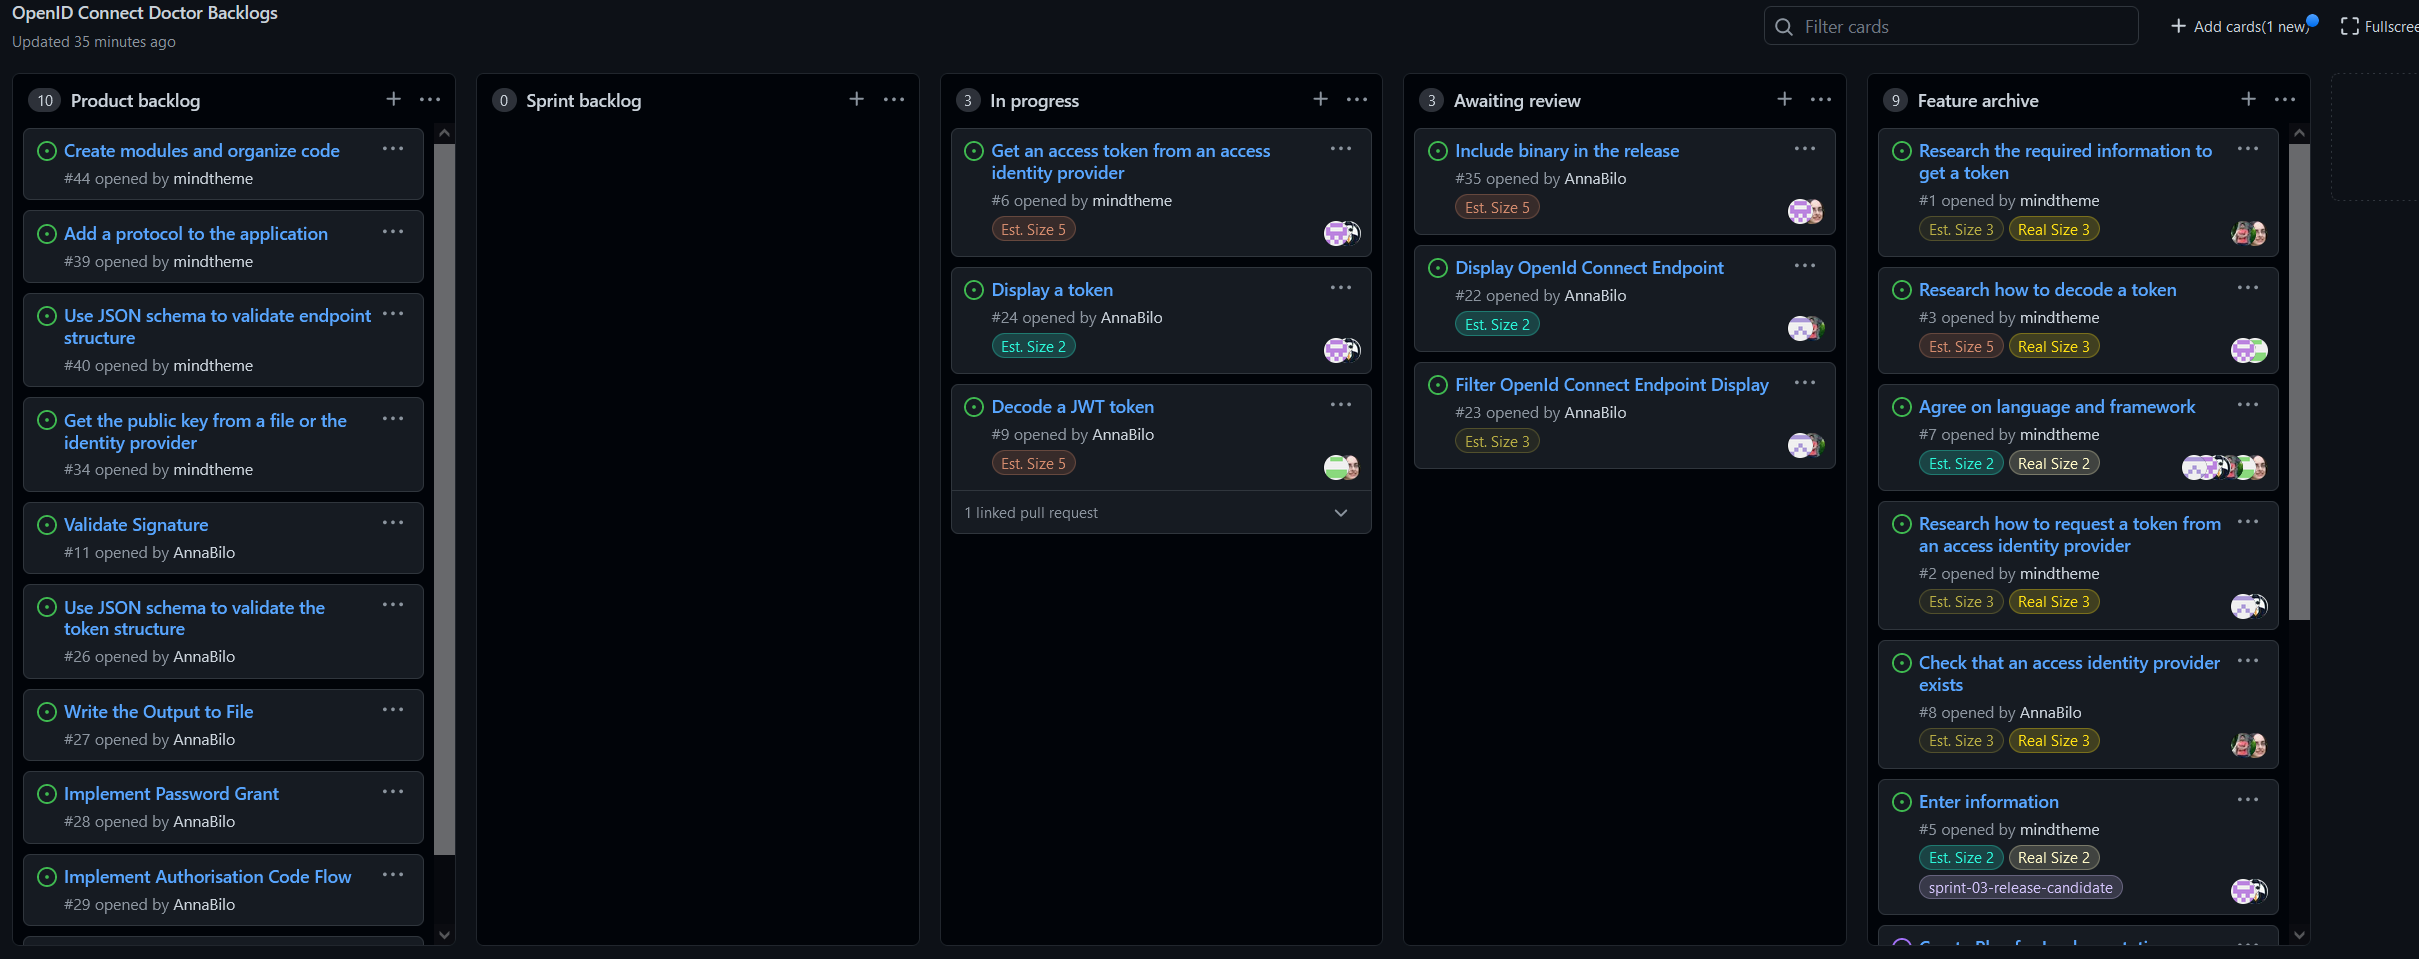 OpenID Connect Doctor Backlogs
Updated 35 minutes ago
Filter cards
Add cards(1 new)
Fullscree
10 Product backlog
Create modules and organize code
#44 opened by mindtheme
Add a protocol to the application
#39 opened by mindtheme
Use JSON schema to validate endpoint
structure
#40 opened by mindtheme
Get the public key from a file or the
identity provider
#34 opened by mindtheme
Validate Signature
#11 opened by AnnaBilo
Use JSON schema to validate the
token structure
#26 opened by AnnaBilo
Write the Output to File
#27 opened by AnnaBilo
Implement Password Grant
#28 opened by AnnaBilo
Implement Authorisation Code Flow
#29 opened by AnnaBilo
0 Sprint backlog
3 In progress
Get an access token from an access
identity provider
#6 opened by mindtheme
Est. Size 5
Display a token
#24 opened by AnnaBilo
Est. Size 2
Decode a JWT token
#9 opened by AnnaBilo
Est. Size 5
1 linked pull request
3 Awaiting review
Include binary in the release
#35 opened by AnnaBilo
Est. Size 5
Display OpenId Connect Endpoint
#22 opened by AnnaBilo
Est. Size 2
Filter OpenId Connect Endpoint Display
#23 opened by AnnaBilo
Est. Size 3
9 Feature archive
Research the required information to
get a token
#1 opened by mindtheme
Est. Size 3 Real Size 3
Research how to decode a token
#3 opened by mindtheme
Est. Size 5 Real Size 3
Agree on language and framework
#7 opened by mindtheme
Est. Size 2 Real Size 2
Research how to request a token from
an access identity provider
#2 opened by mindtheme
Est. Size 3 Real Size 3
Check that an access identity provider
exists
#8 opened by AnnaBilo
Est. Size 3 Real Size 3
Enter information
#5 opened by mindtheme
Est. Size 2 Real Size 2
sprint-03-release-candidate